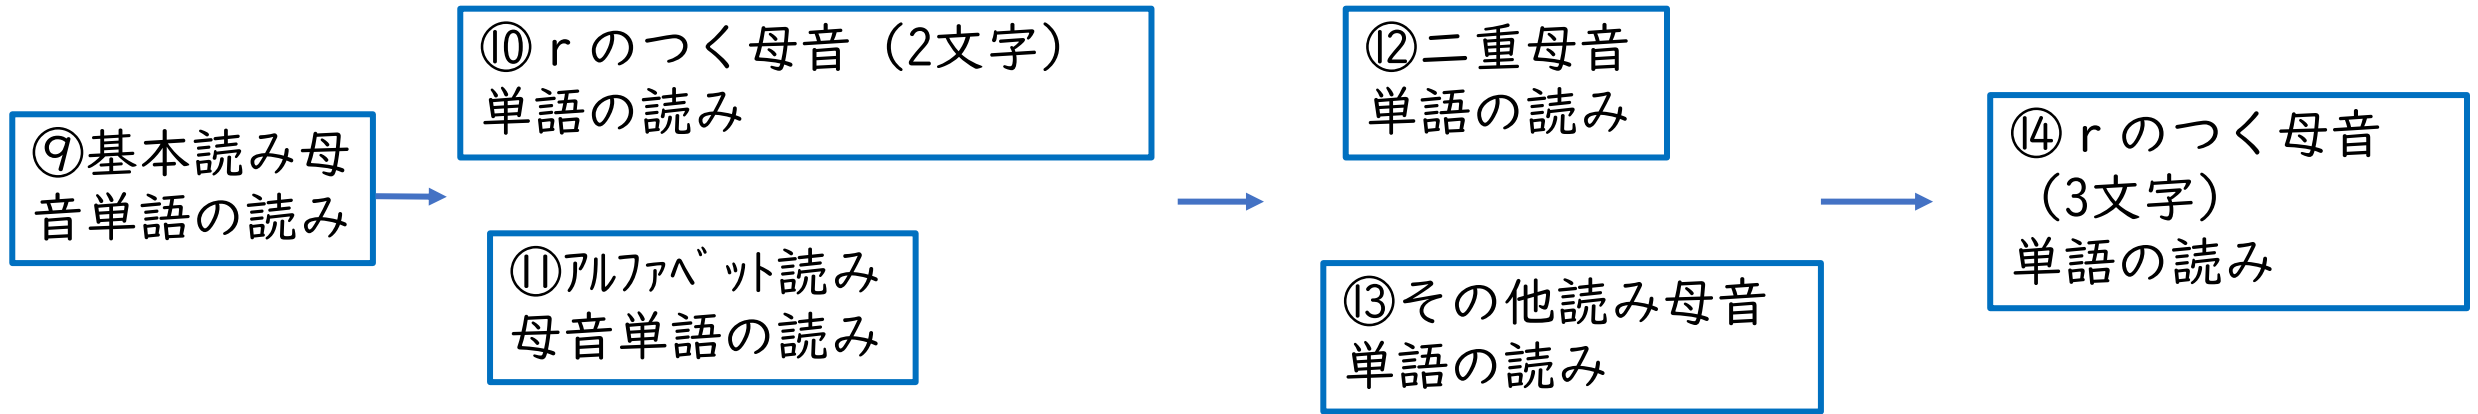 ⑨基本読み母
音単語の読み
⑩ r のつく母音（2文字）
単語の読み
⑪ｱﾙﾌｧﾍﾞｯﾄ読み
母音単語の読み
⑫二重母音
単語の読み
⑬その他読み母音
単語の読み
⑭ r のつく母音
（3文字）
単語の読み